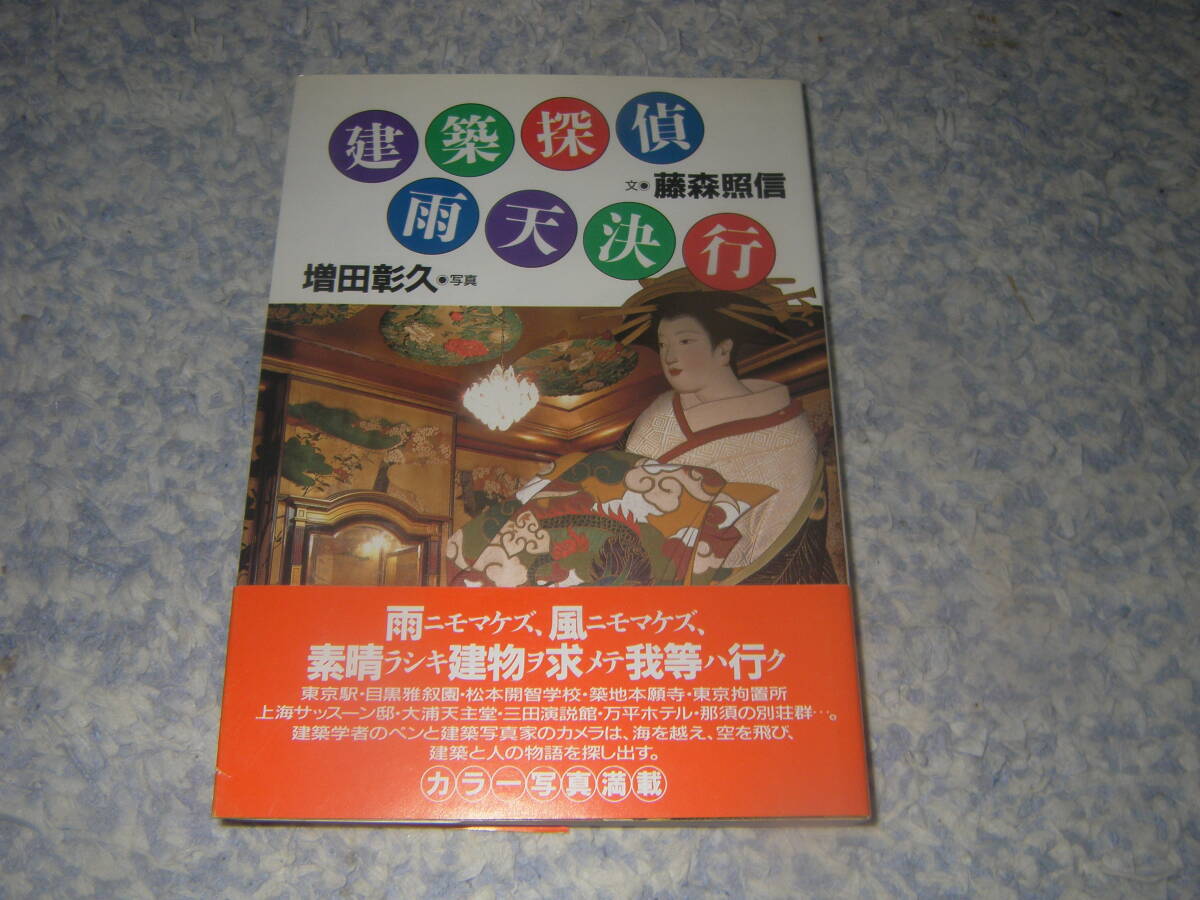 建築探偵
文●藤森照信
雨天決行
増田彰久●写真
雨ニモマケズ、風ニモマケズ、
素晴ラシキ建物ヲ求メテ我等ハ行ク
東京駅・目黒雅叙園・松本開智学校・築地本願寺・東京拘置所
上海サッスーン邸・大浦天主堂・三田演説館・万平ホテル・那須の別荘群…。
建築学者のペンと建築写真家のカメラは、海を越え、空を飛び、
建築と人の物語を探し出す。
カラー写真満載